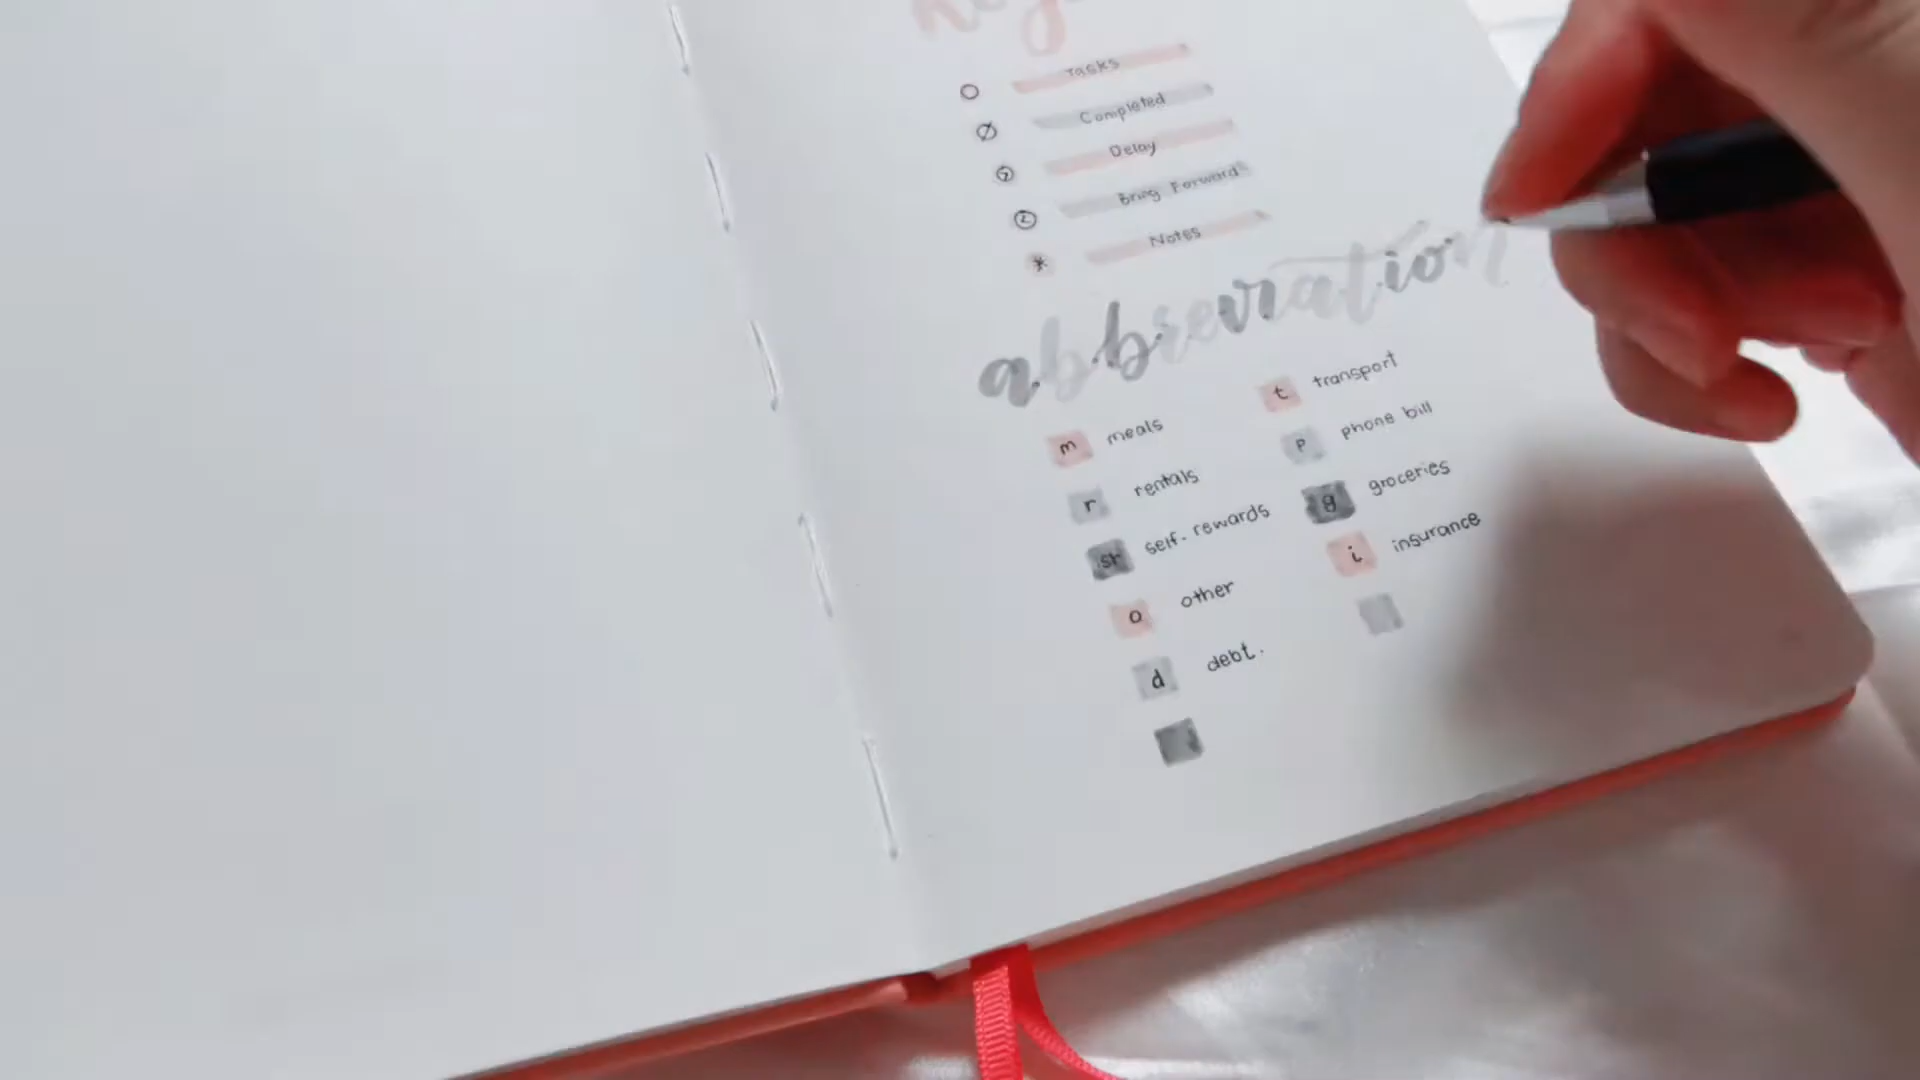 Tasks
Completed
Delay
Bring Forward
* Notes
abbreviation
m meals
r rentals
sr self. rewards
o other
d debt.
t transport
p phone bill
g groceries
i insurance